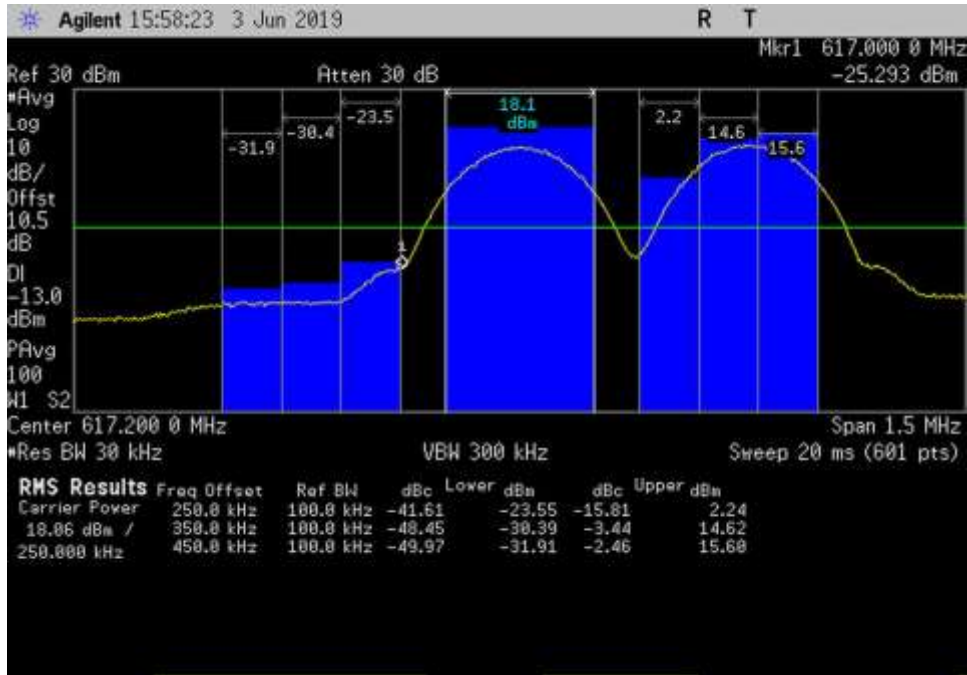 Agilent 15:58:23 3 Jun 2019 R T
Mkr1 617.000 0 MHz
Ref 30 dBm Atten 30 dB -25.293 dBm
#Avg
Log
10
dB/
Offst
10.5
dB
DI
-13.0
dBm
PAvg
100
W1 S2
-31.9
-30.4
-23.5
18.1
dBm
2.2
14.6
15.6
1
Center 617.200 0 MHz Span 1.5 MHz
#Res BW 30 kHz VBW 300 kHz Sweep 20 ms (601 pts)
RMS Results Freq Offset Ref BW dBc Lower dBm dBc Upper dBm
Carrier Power 250.0 kHz 100.0 kHz -41.61 -23.55 -15.81 2.24
18.06 dBm / 350.0 kHz 100.0 kHz -48.45 -30.39 -3.44 14.62
250.000 kHz 450.0 kHz 100.0 kHz -49.97 -31.91 -2.46 15.60